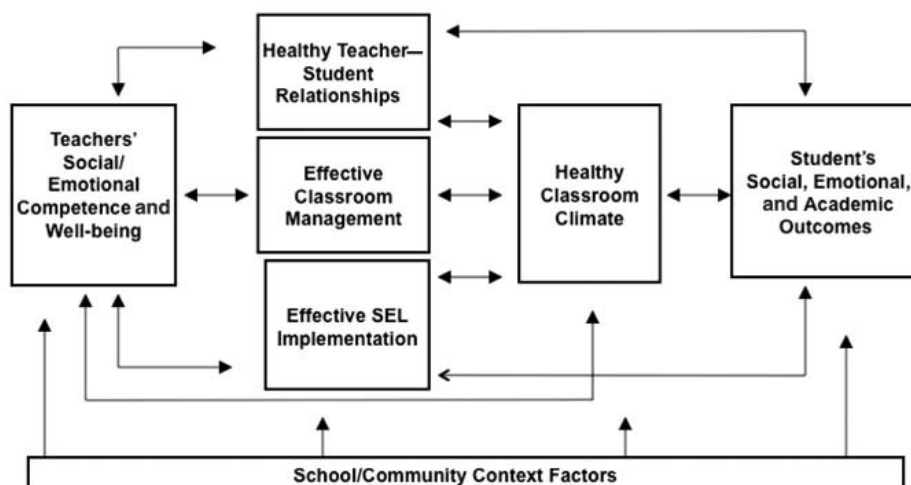 Healthy Teacher—
Student
Relationships
Teachers’
Social/
Emotional
Competence and
Well-being
Effective
Classroom
Management
Healthy
Classroom
Climate
Student’s
Social, Emotional,
and Academic
Outcomes
Effective SEL
Implementation
School/Community Context Factors